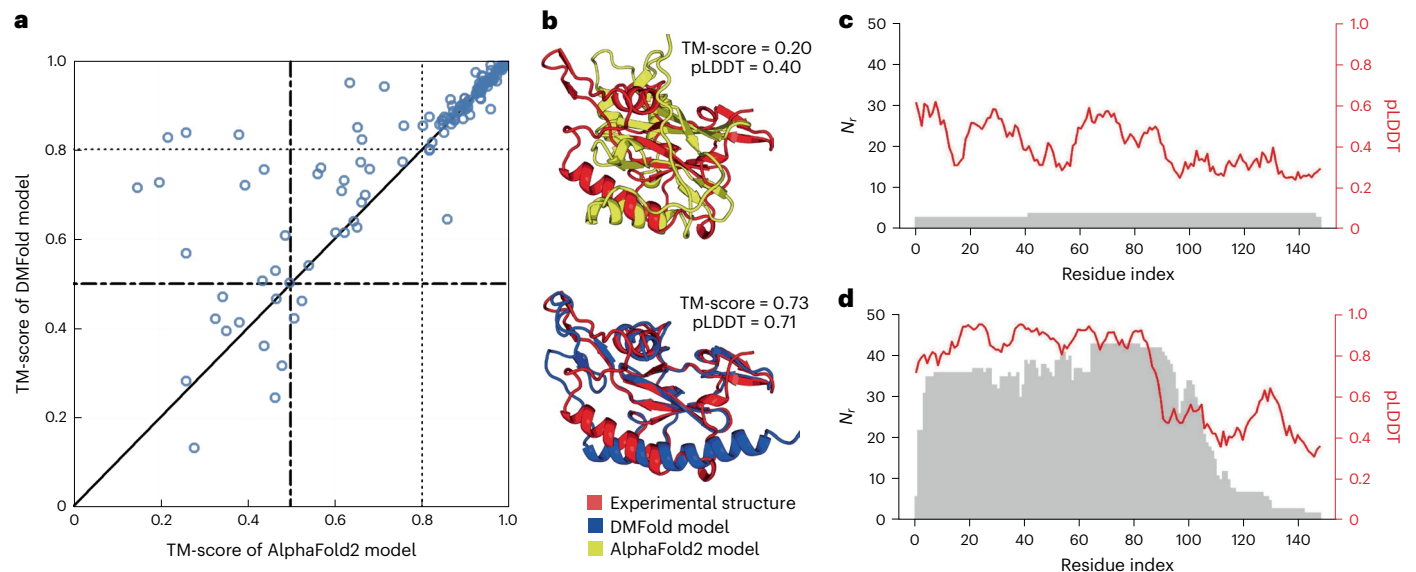 a
1.0
0.8
0.6
0.4
0.2
0
0
0.2
0.4
0.6
0.8
1.0
TM-score of DMFold model
TM-score of AlphaFold2 model
b
TM-score = 0.20
pLDDT = 0.40
TM-score = 0.73
pLDDT = 0.71
Experimental structure
DMFold model
AlphaFold2 model
c
50
40
30
20
10
0
Nr
0
20
40
60
80
100
120
140
Residue index
1.0
0.8
0.6
0.4
0.2
0
pLDDT
d
50
40
30
20
10
0
Nr
0
20
40
60
80
100
120
140
Residue index
1.0
0.8
0.6
0.4
0.2
0
pLDDT